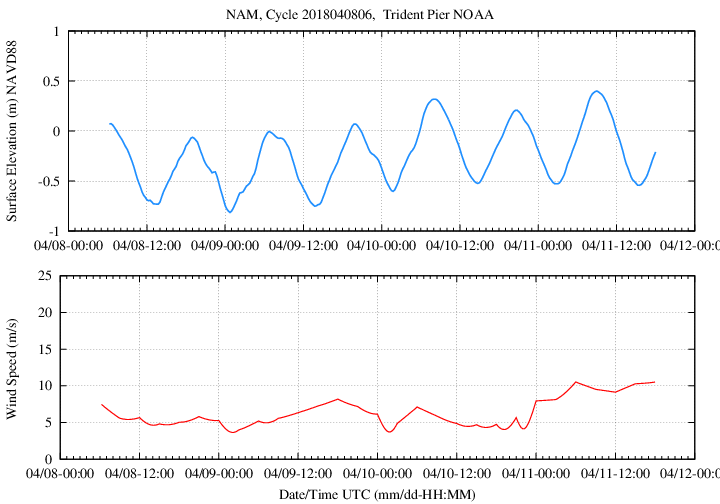 NAM, Cycle 2018040806,  Trident Pier NOAA
Surface Elevation (m) NAVD88
1
0.5
0
-0.5
-1
04/08-00:00 04/08-12:00 04/09-00:00 04/09-12:00 04/10-00:00 04/10-12:00 04/11-00:00 04/11-12:00 04/12-0
Wind Speed (m/s)
25
20
15
10
5
0
04/08-00:00 04/08-12:00 04/09-00:00 04/09-12:00 04/10-00:00 04/10-12:00 04/11-00:00 04/11-12:00 04/12-0
Date/Time UTC (mm/dd-HH:MM)